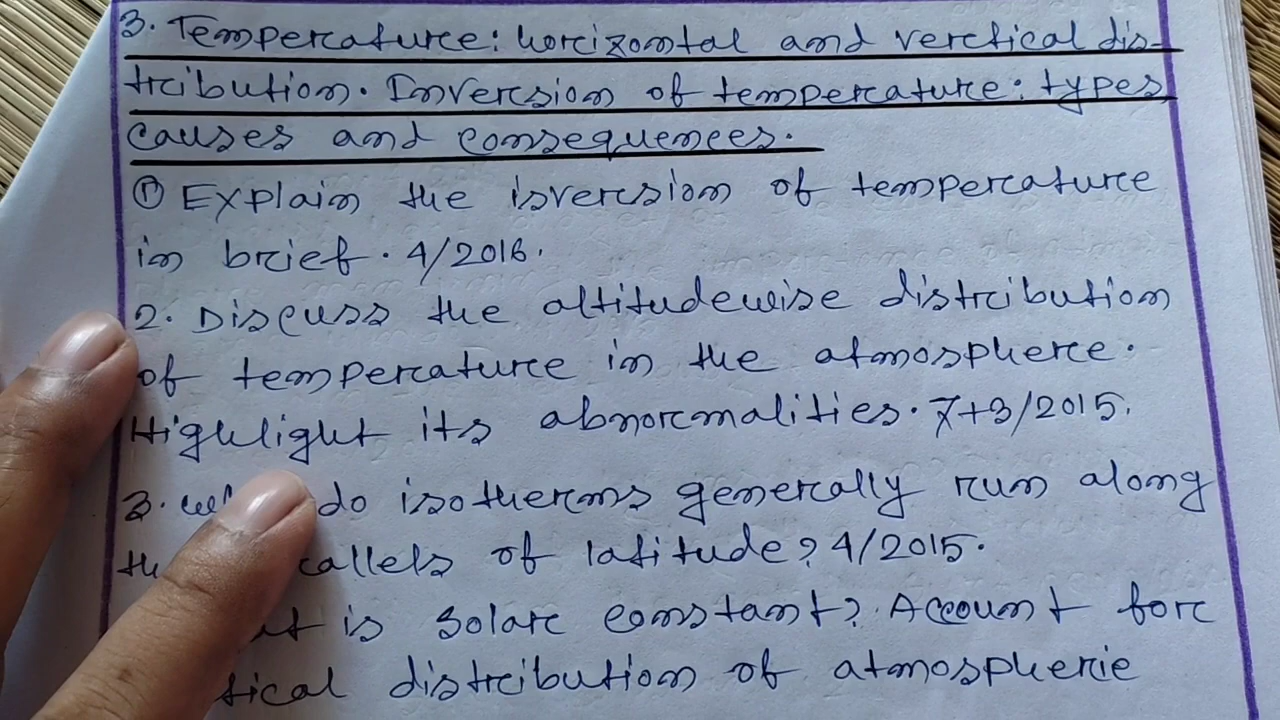 3. Temperature: horizontal and vertical dis-
tribution. Inversion of temperature: types
causes and consequences.
① Explain the isversion of temperature
in brief. 4/2016.
2. Discuss the altitudewise distribution
of temperature in the atmosphere.
Highlight its abnormalities. 7+3/2015.
3. do isotherms generally run along
of latitude? 4/2015.
is solar constant? Account for
distribution of atmospheric